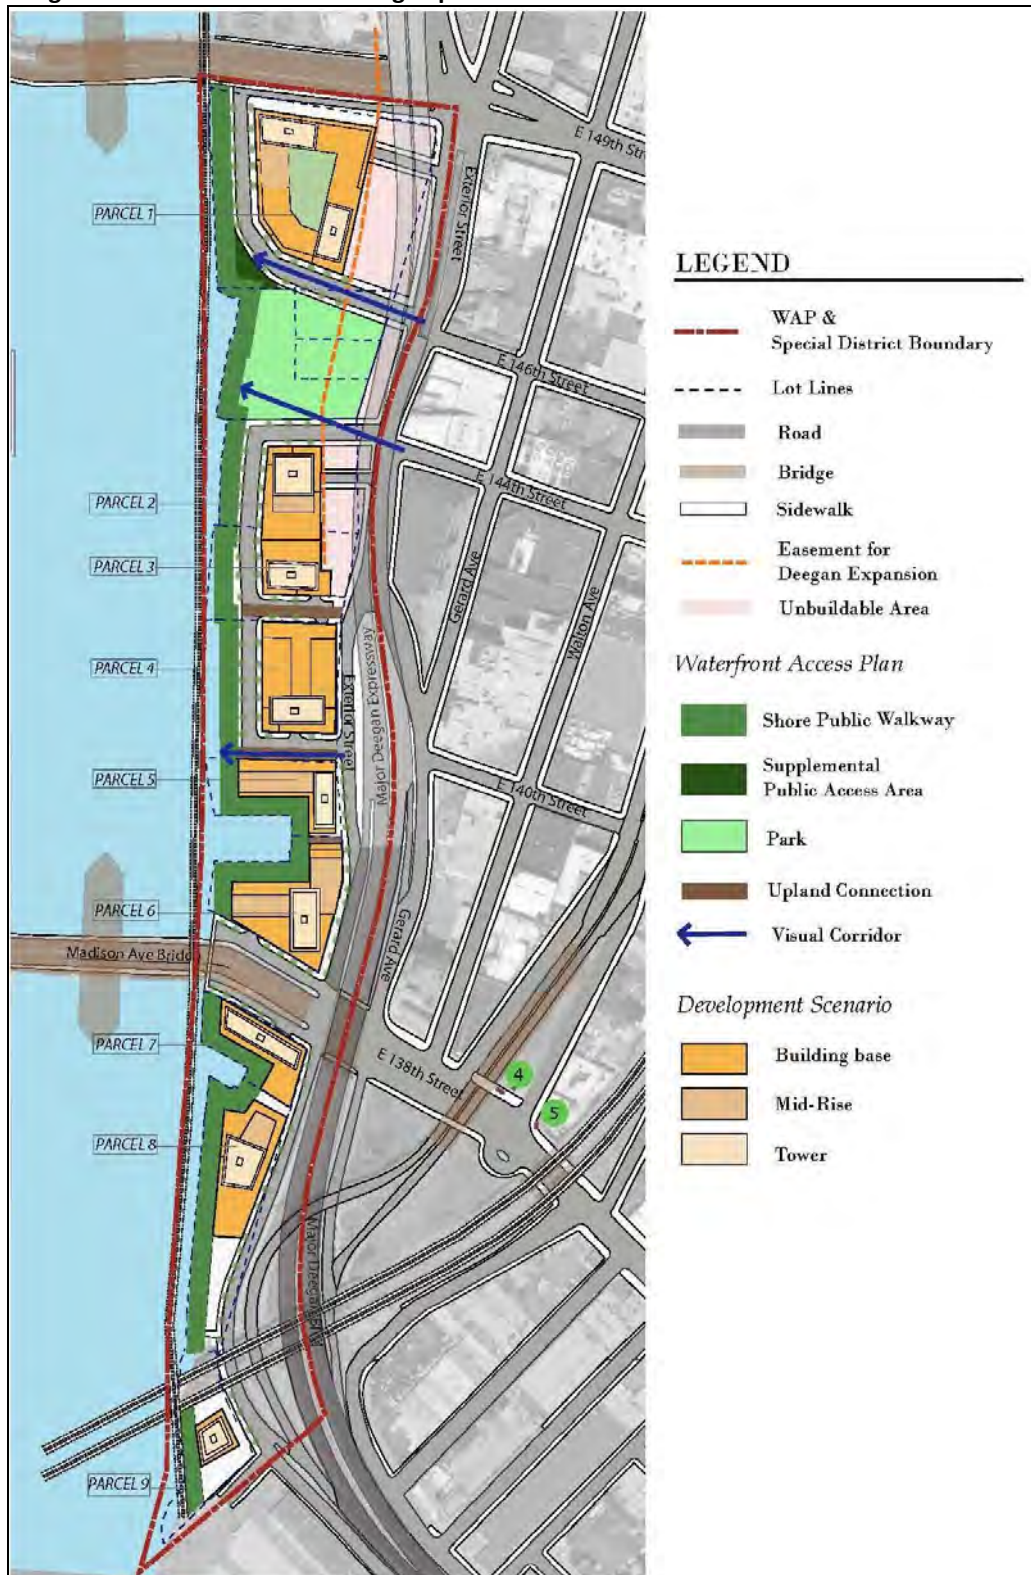 E 149th Str
PARCEL 1
Exterior Street
E 146th Street
PARCEL 2
E 144th Street
PARCEL 3
Gerard Ave
Walton Ave
PARCEL 4
Exterior Street
Major Deegan Expressway
PARCEL 5
E 140th Street
PARCEL 6
Gerard Ave
Madison Ave Bridg
PARCEL 7
E 138th Street
4
5
PARCEL 8
Major Deegan
PARCEL 9
LEGEND
WAP &
Special District Boundary
Lot Lines
Road
Bridge
Sidewalk
Easement for
Deegan Expansion
Unbuildable Area
Waterfront Access Plan
Shore Public Walkway
Supplemental
Public Access Area
Park
Upland Connection
Visual Corridor
Development Scenario
Building base
Mid-Rise
Tower